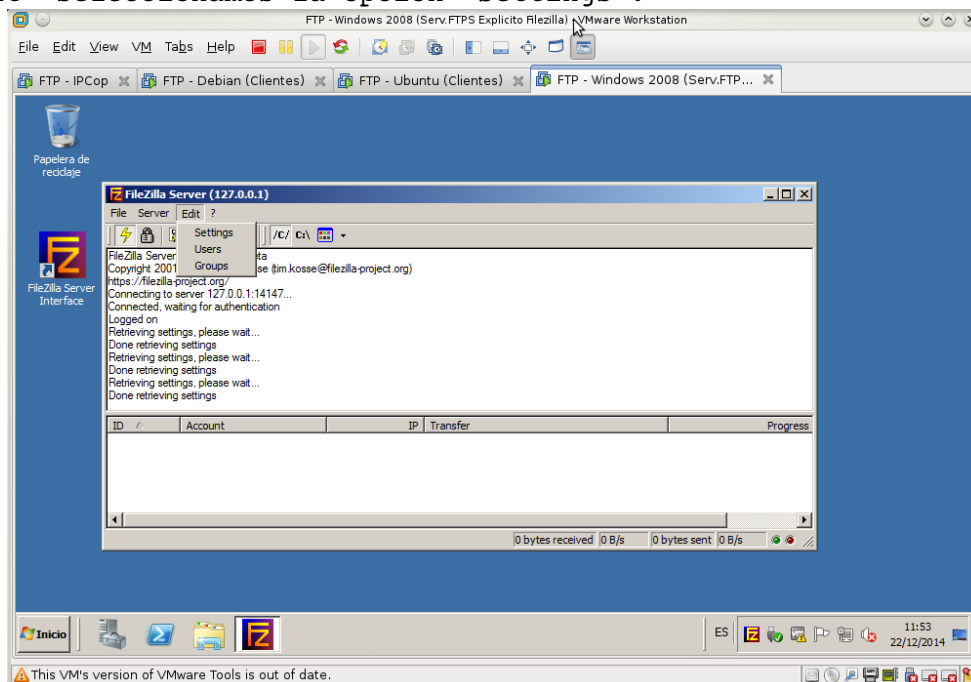 seleccionamos la opción "Settings".
FTP - Windows 2008 (Serv.FTPS Explicito Filezilla) - VMware Workstation
File Edit View VM Tabs Help
FTP - IPCop
FTP - Debian (Clientes)
FTP - Ubuntu (Clientes)
FTP - Windows 2008 (Serv.FTP...
Papelera de
reciclaje
FileZilla Server (127.0.0.1)
File Server Edit ?
Settings
Users
Groups
/C/ C:\
FileZilla Server
Copyright 2001
(tim.kosse@filezilla-project.org)
https://filezilla-project.org/
Connecting to server 127.0.0.1:14147...
Connected, waiting for authentication
Logged on
Retrieving settings, please wait...
Done retrieving settings
Retrieving settings, please wait...
Done retrieving settings
Retrieving settings, please wait...
Done retrieving settings
FileZilla Server
Interface
ID Account IP Transfer Progress
0 bytes received 0 B/s 0 bytes sent 0 B/s
Inicio
ES
11:53
22/12/2014
This VM's version of VMware Tools is out of date.